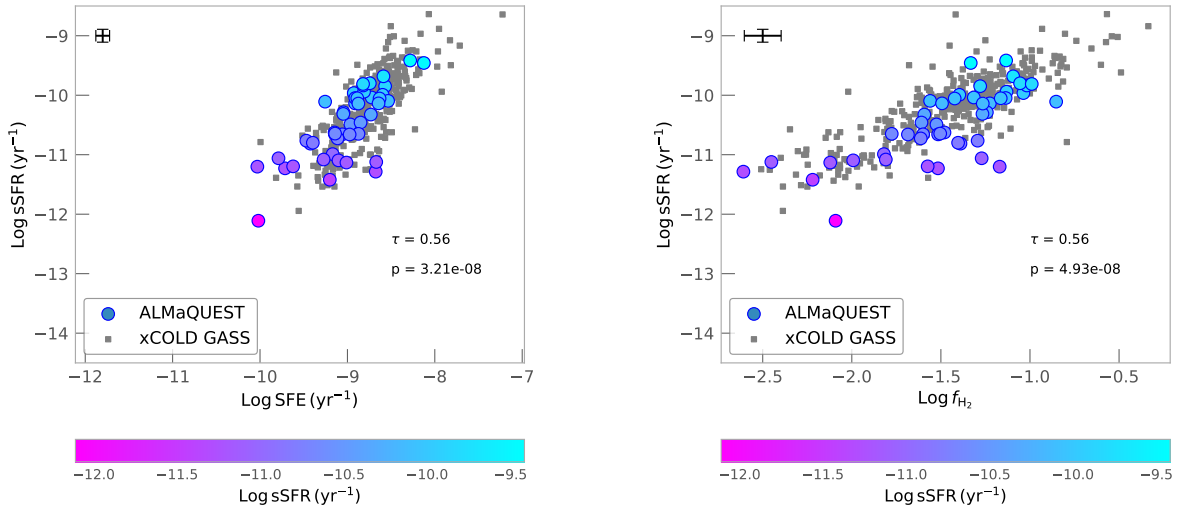 −9
−10
−11
−12
−13
−14
Log sSFR (yr⁻¹)
τ = 0.56
p = 3.21e-08
ALMaQUEST
xCOLD GASS
−12 −11 −10 −9 −8 −7
Log SFE (yr⁻¹)
−12.0 −11.5 −11.0 −10.5 −10.0 −9.5
Log sSFR (yr⁻¹)
−9
−10
−11
−12
−13
−14
Log sSFR (yr⁻¹)
τ = 0.56
p = 4.93e-08
ALMaQUEST
xCOLD GASS
−2.5 −2.0 −1.5 −1.0 −0.5
Log f_H₂
−12.0 −11.5 −11.0 −10.5 −10.0 −9.5
Log sSFR (yr⁻¹)